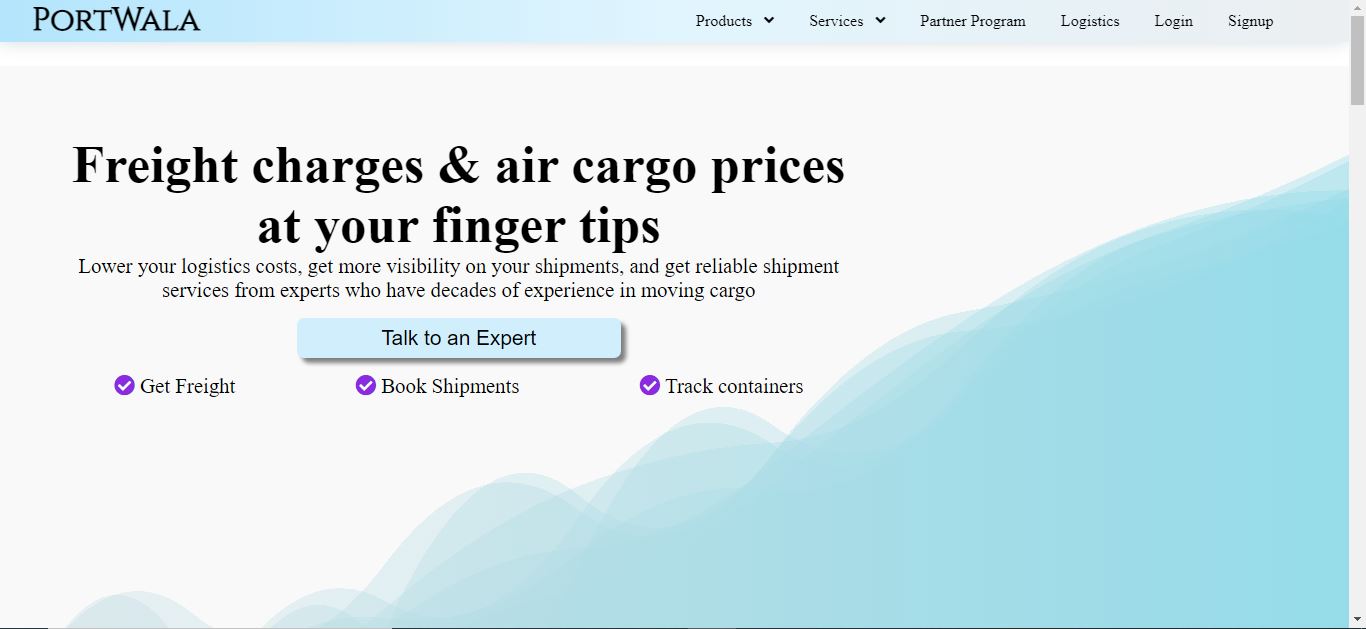 PORTWALA
Products Services Partner Program Logistics Login Signup
Freight charges & air cargo prices
at your finger tips
Lower your logistics costs, get more visibility on your shipments, and get reliable shipment
services from experts who have decades of experience in moving cargo
Talk to an Expert
Get Freight Book Shipments Track containers